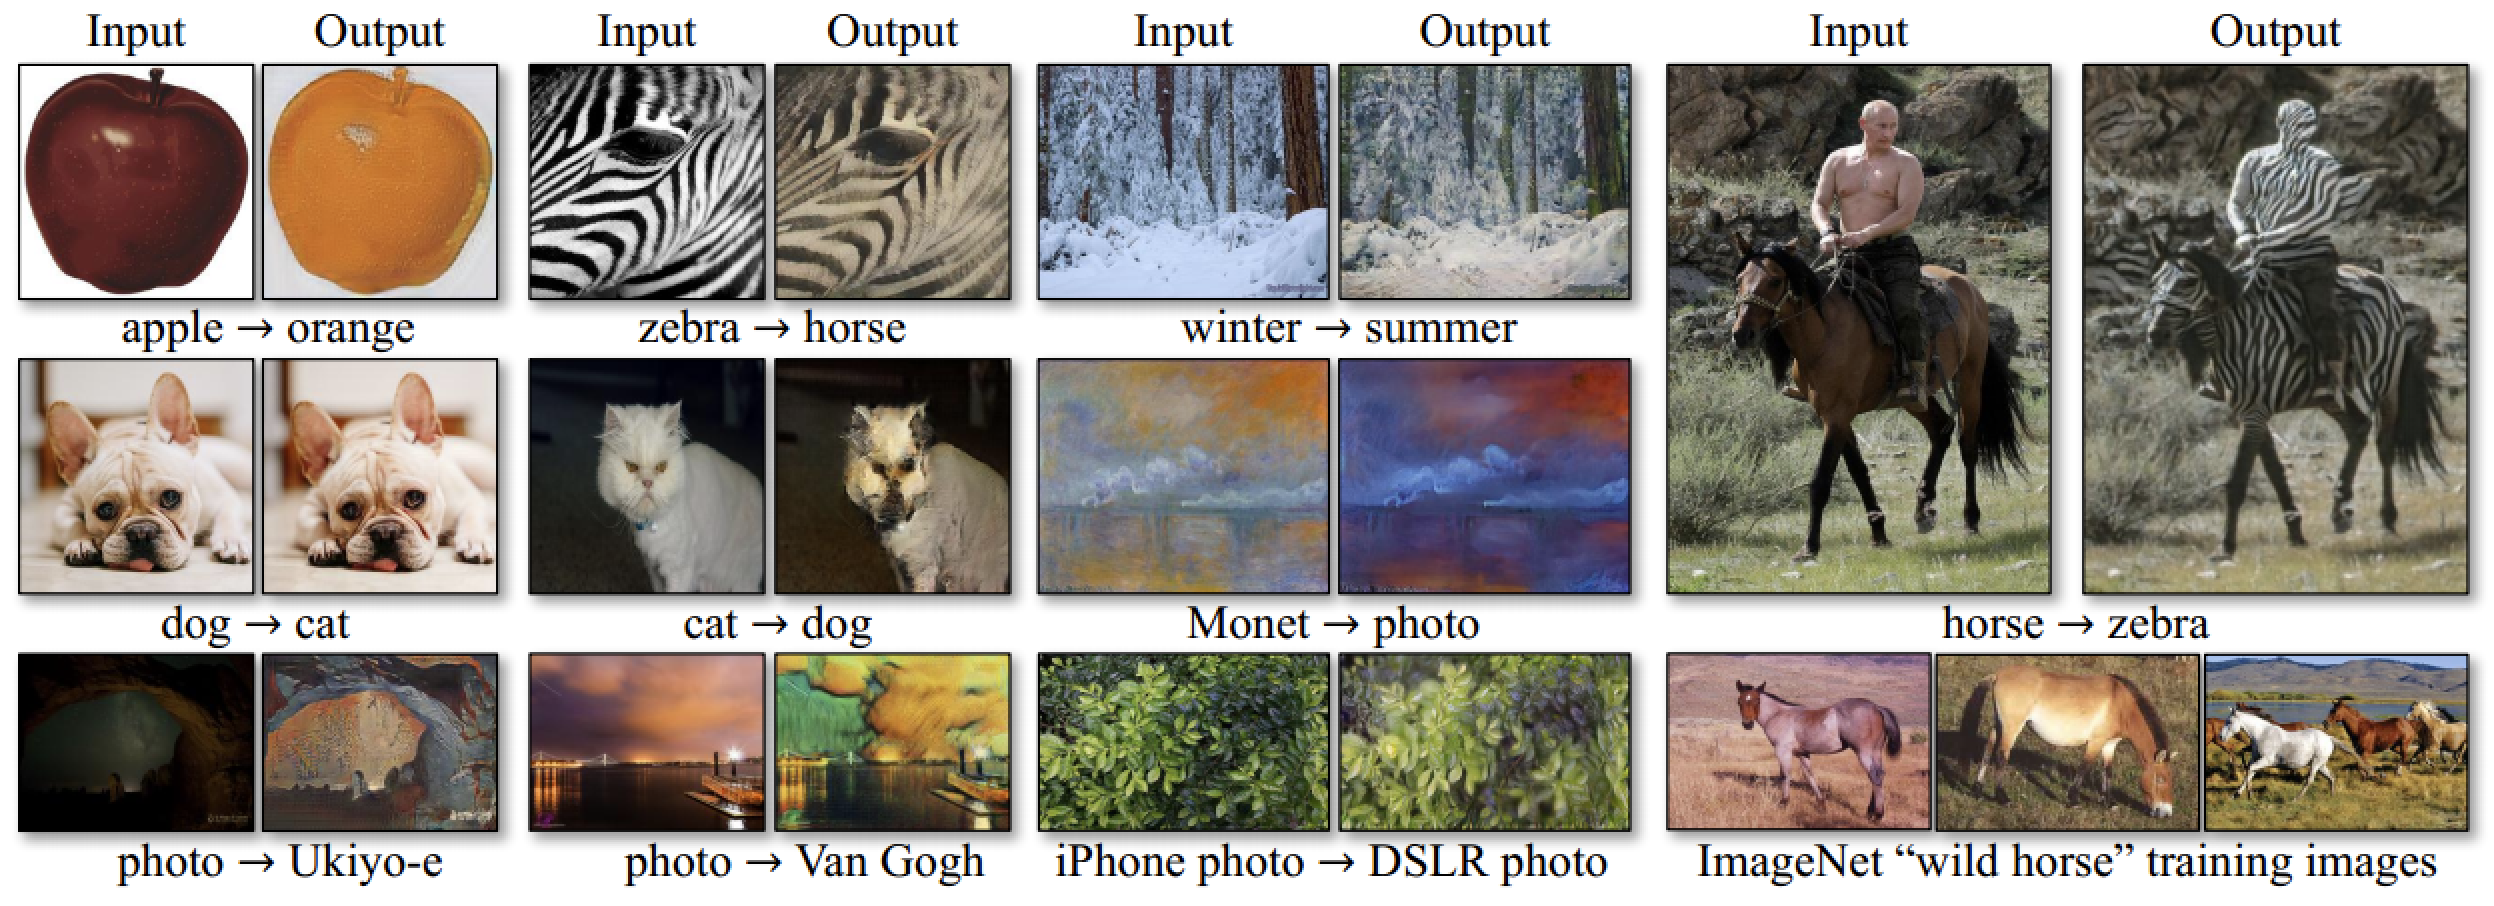 Input Output Input Output Input Output Input Output
apple → orange zebra → horse winter → summer
dog → cat cat → dog Monet → photo horse → zebra
photo → Ukiyo-e photo → Van Gogh iPhone photo → DSLR photo ImageNet “wild horse” training images